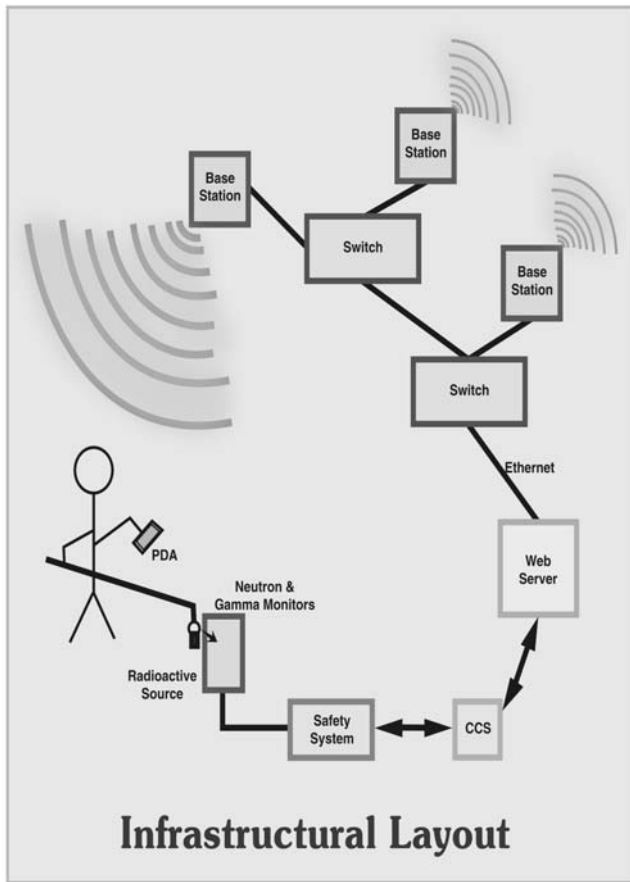 Base
Station
Base
Station
Switch
Base
Station
Switch
Ethernet
Web
Server
PDA
Neutron &
Gamma Monitors
Radioactive
Source
Safety
System
CCS
Infrastructural Layout